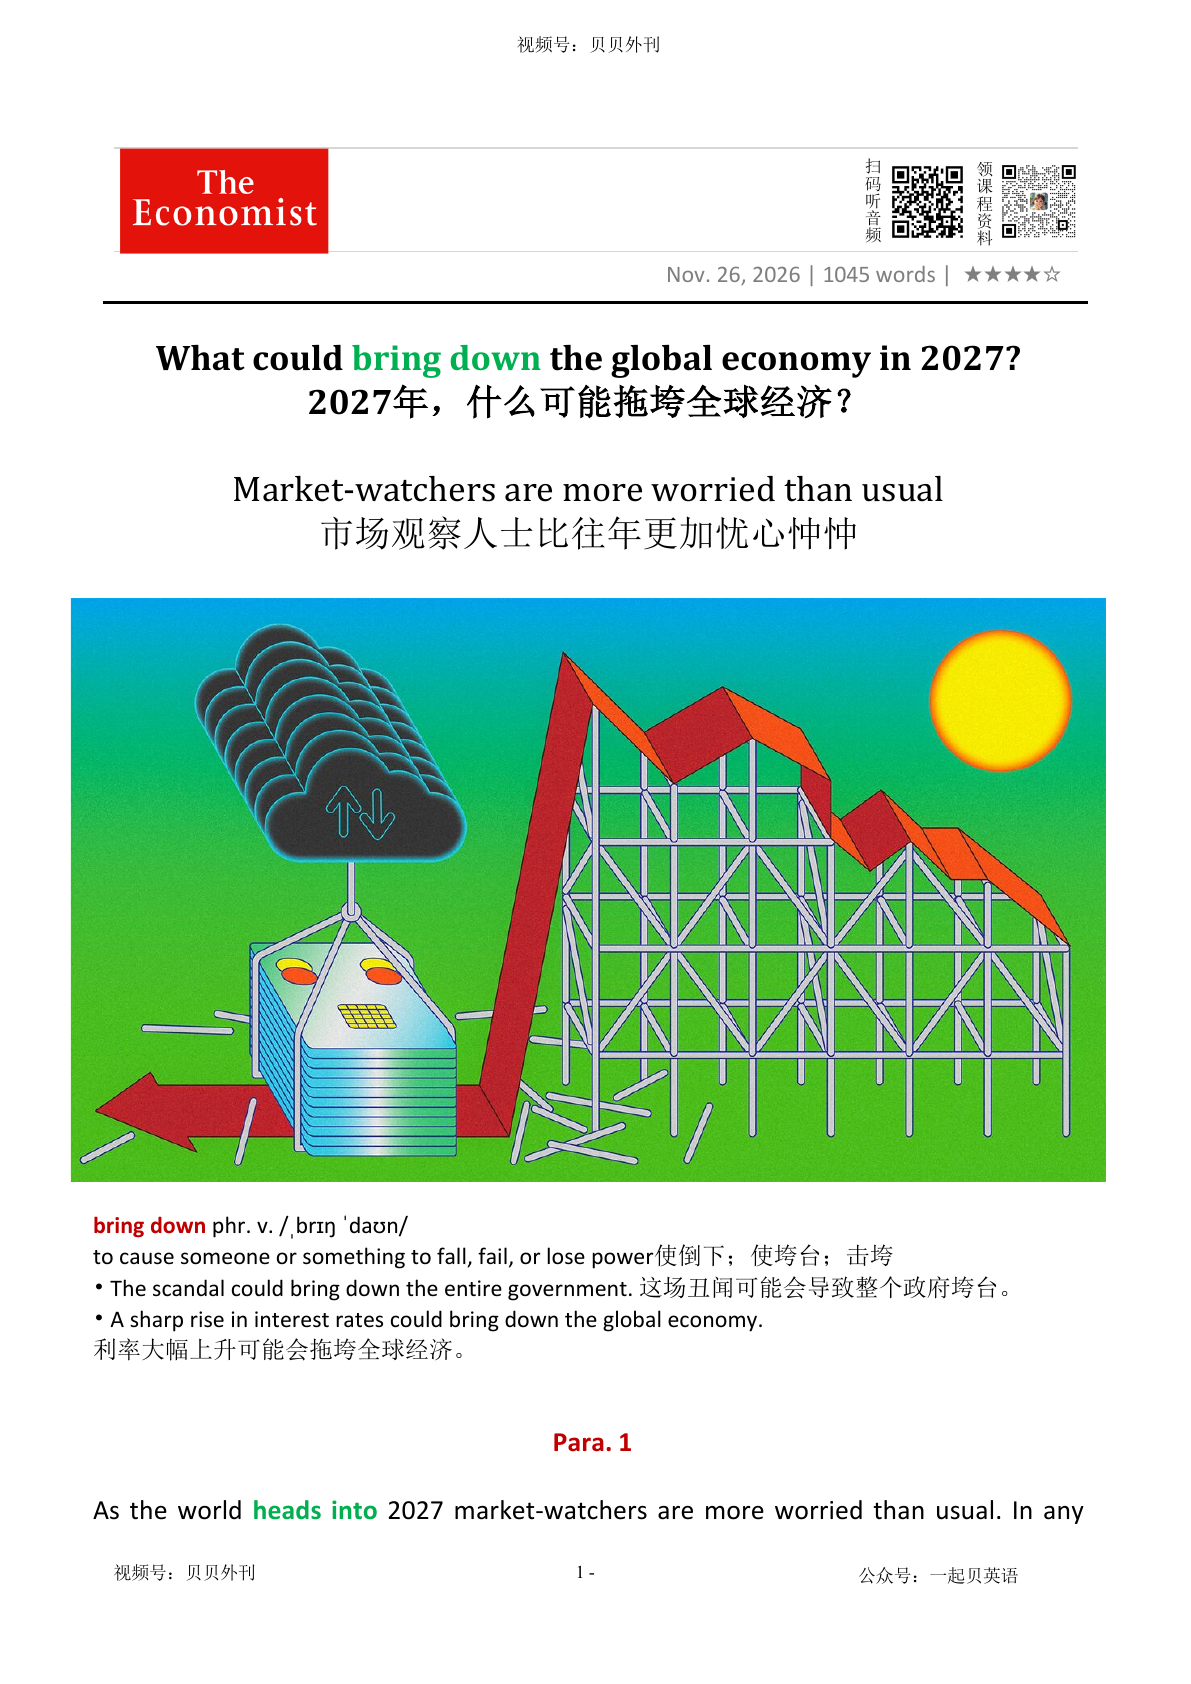 视频号：贝贝外刊
The
Economist
扫码听音频
领课程资料
Nov. 26, 2026 | 1045 words | ★★★★☆
What could bring down the global economy in 2027?
2027年，什么可能拖垮全球经济？
Market-watchers are more worried than usual
市场观察人士比往年更加忧心忡忡
bring down phr. v. /ˌbrɪŋ ˈdaʊn/
to cause someone or something to fall, fail, or lose power使倒下；使垮台；击垮
• The scandal could bring down the entire government. 这场丑闻可能会导致整个政府垮台。
• A sharp rise in interest rates could bring down the global economy.
利率大幅上升可能会拖垮全球经济。
Para. 1
As the world heads into 2027 market-watchers are more worried than usual. In any
视频号：贝贝外刊
1 -
公众号：一起贝英语